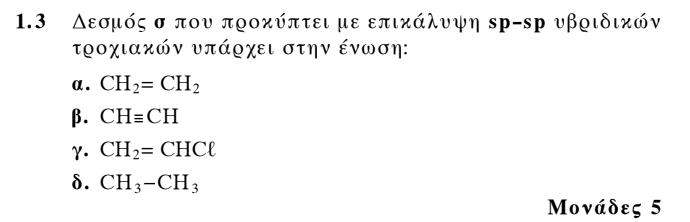 1.3 Δεσμός σ που προκύπτει με επικάλυψη sp–sp υβριδικών
τροχιακών υπάρχει στην ένωση:
α. CH₂= CH₂
β. CH≡CH
γ. CH₂= CHCℓ
δ. CH₃–CH₃
Μονάδες 5